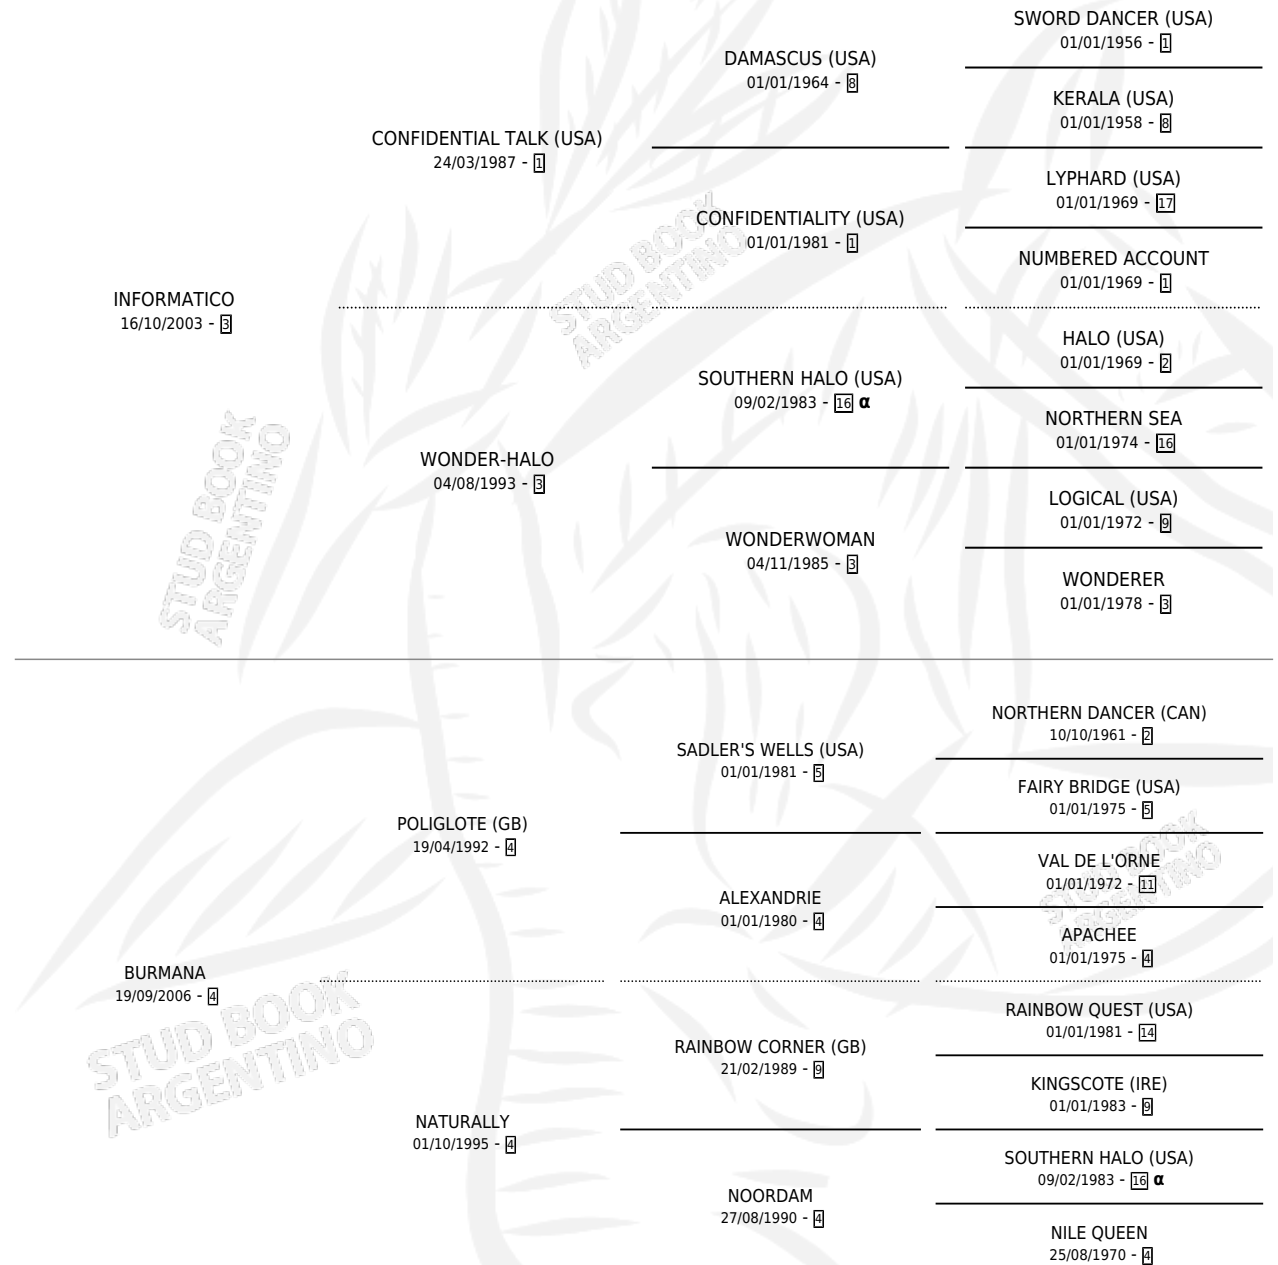 SWORD DANCER (USA)
01/01/1956 - 1
DAMASCUS (USA)
01/01/1964 - 8
KERALA (USA)
01/01/1958 - 8
CONFIDENTIAL TALK (USA)
24/03/1987 - 1
LYPHARD (USA)
01/01/1969 - 17
CONFIDENTIALITY (USA)
01/01/1981 - 1
NUMBERED ACCOUNT
01/01/1969 - 1
INFORMATICO
16/10/2003 - 3
HALO (USA)
01/01/1969 - 2
SOUTHERN HALO (USA)
09/02/1983 - 16 α
NORTHERN SEA
01/01/1974 - 16
WONDER-HALO
04/08/1993 - 3
LOGICAL (USA)
01/01/1972 - 9
WONDERWOMAN
04/11/1985 - 3
WONDERER
01/01/1978 - 3
NORTHERN DANCER (CAN)
10/10/1961 - 2
SADLER'S WELLS (USA)
01/01/1981 - 5
FAIRY BRIDGE (USA)
01/01/1975 - 5
POLIGLOTE (GB)
19/04/1992 - 4
VAL DE L'ORNE
01/01/1972 - 11
ALEXANDRIE
01/01/1980 - 4
APACHEE
01/01/1975 - 4
BURMANA
19/09/2006 - 4
RAINBOW QUEST (USA)
01/01/1981 - 14
RAINBOW CORNER (GB)
21/02/1989 - 9
KINGSCOTE (IRE)
01/01/1983 - 9
NATURALLY
01/10/1995 - 4
SOUTHERN HALO (USA)
09/02/1983 - 16 α
NOORDAM
27/08/1990 - 4
NILE QUEEN
25/08/1970 - 4
STUD BOOK
ARGENTINO
STUD BOOK
ARGENTINO
STUD BOOK
ARGENTINO
STUD BOOK
ARGENTINO